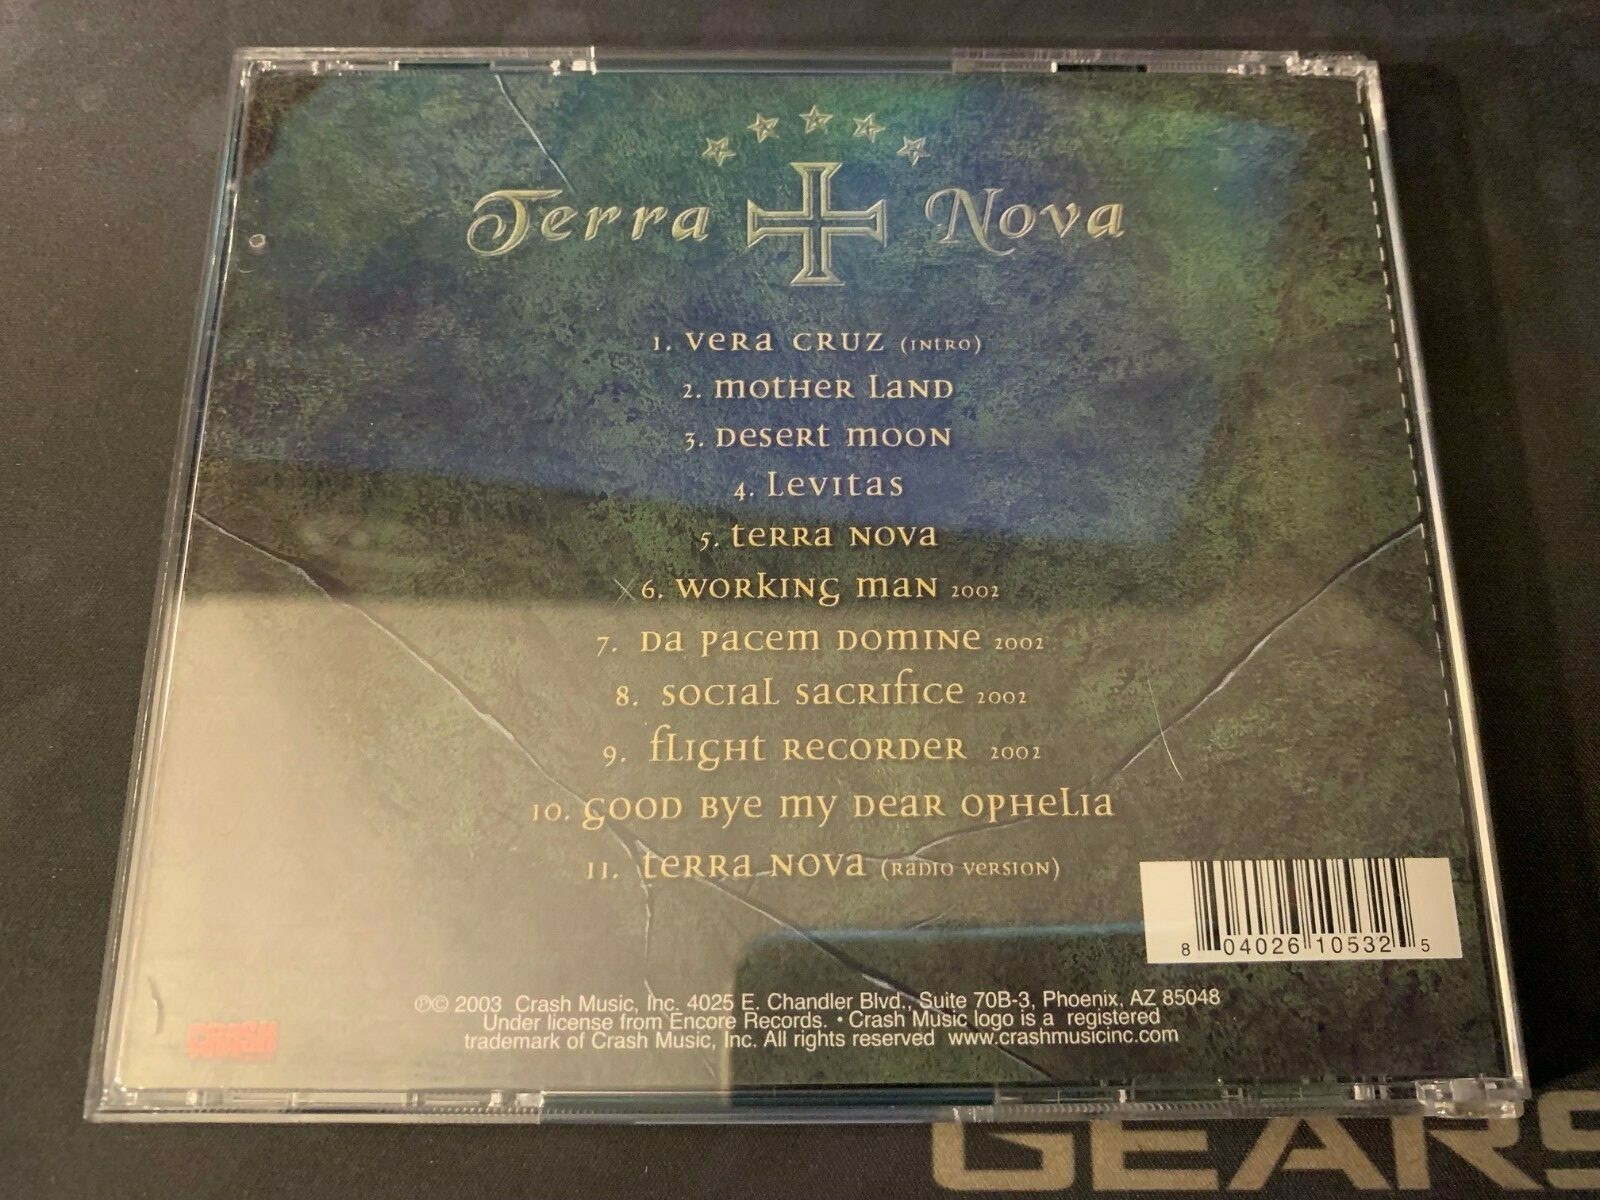 Terra Nova
1. Vera Cruz (Intro)
2. Mother Land
3. Desert Moon
4. Levitas
5. Terra Nova
6. Working Man 2002
7. Da Pacem Domine 2002
8. Social Sacrifice 2002
9. Flight Recorder 2002
10. Good Bye My Dear Ophelia
11. Terra Nova (Radio Version)
8 04026 10532 5
℗© 2003 Crash Music, Inc. 4025 E. Chandler Blvd., Suite 70B-3, Phoenix, AZ 85048
Under license from Encore Records. • Crash Music logo is a registered
trademark of Crash Music, Inc. All rights reserved www.crashmusicinc.com
CRASH
GEARS